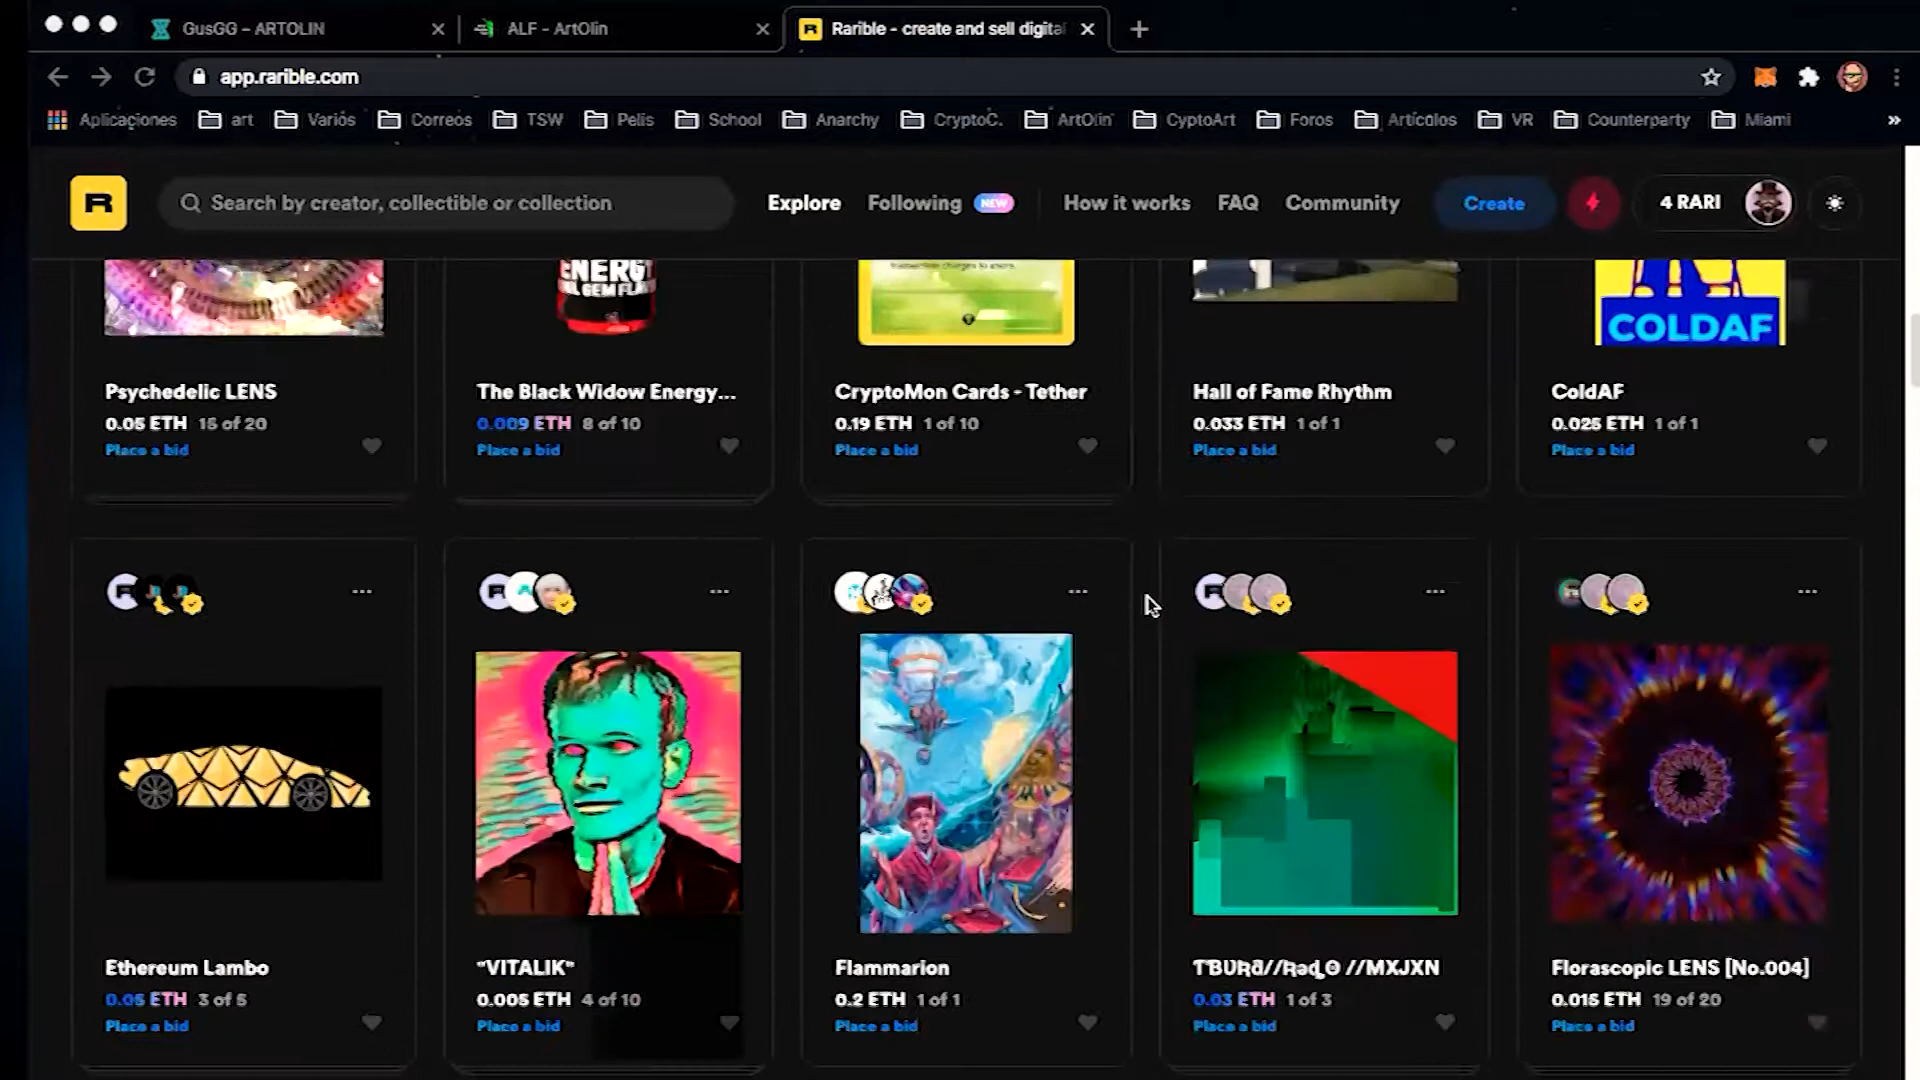 GusGG – ARTOLIN
ALF – ArtOlin
Rarible - create and sell digital
app.rarible.com
Aplicaciones art Varios Correos TSW Pelis School Anarchy CryptoC. ArtOlin CyptoArt Foros Artículos VR Counterparty Miami »
R Search by creator, collectible or collection Explore Following NEW How it works FAQ Community Create 4 RARI
ENERGY
COLDAF
Psychedelic LENS
0.05 ETH 15 of 20
Place a bid
The Black Widow Energy...
0.009 ETH 8 of 10
Place a bid
CryptoMon Cards - Tether
0.19 ETH 1 of 10
Place a bid
Hall of Fame Rhythm
0.033 ETH 1 of 1
Place a bid
ColdAF
0.025 ETH 1 of 1
Place a bid
Ethereum Lambo
0.05 ETH 3 of 5
Place a bid
"VITALIK"
0.005 ETH 4 of 10
Place a bid
Flammarion
0.2 ETH 1 of 1
Place a bid
//MXJXN
0.03 ETH 1 of 3
Place a bid
Florascopic LENS [No.004]
0.015 ETH 19 of 20
Place a bid